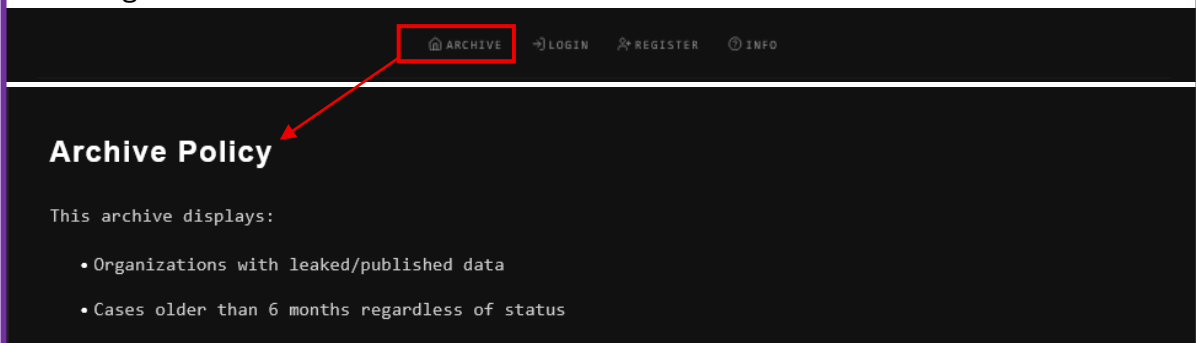 ARCHIVE LOGIN REGISTER INFO
Archive Policy
This archive displays:
• Organizations with leaked/published data
• Cases older than 6 months regardless of status